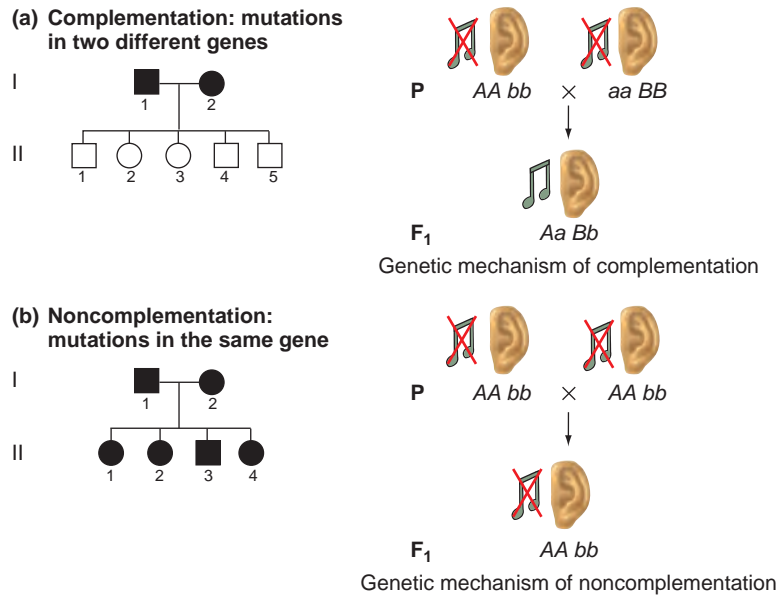 (a) Complementation: mutations
in two different genes
I
1 2
II
1 2 3 4 5
P AA bb × aa BB
F1 Aa Bb
Genetic mechanism of complementation
(b) Noncomplementation:
mutations in the same gene
I
1 2
II
1 2 3 4
P AA bb × AA bb
F1 AA bb
Genetic mechanism of noncomplementation